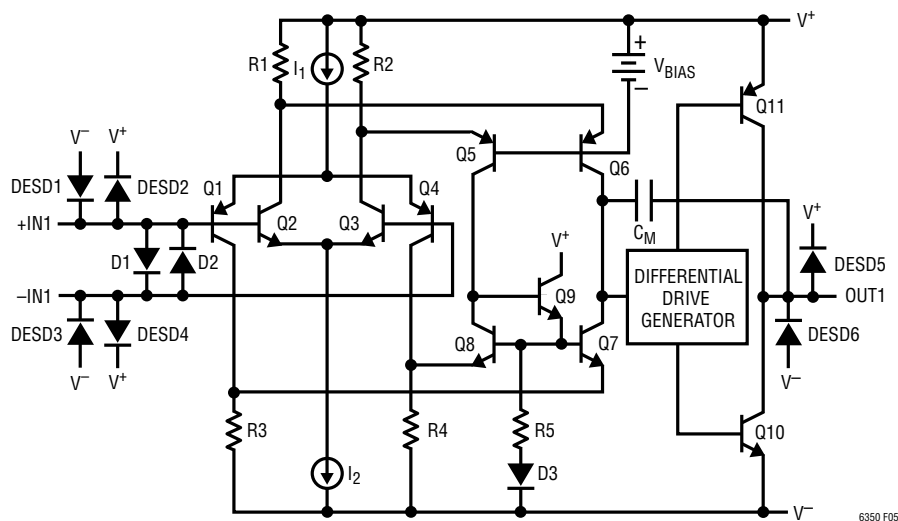 V+
R1
I1
R2
+
VBIAS
−
Q11
V− V+
DESD1
DESD2
Q1
Q4
Q5
Q6
+IN1
Q2
Q3
CM
V+
D1
D2
V+
DIFFERENTIAL
DRIVE
GENERATOR
DESD5
−IN1
Q9
OUT1
DESD3
DESD4
Q8
Q7
DESD6
V− V+
V−
R3
R4
R5
Q10
I2
D3
V−
6350 F05